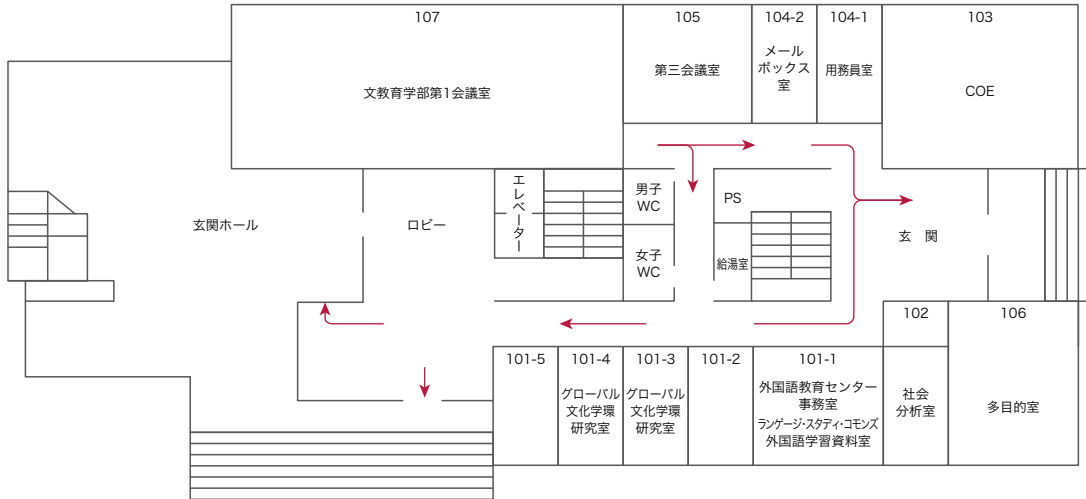 107
文教育学部第1会議室
105
第三会議室
104-2
メール
ボックス
室
104-1
用務員室
103
COE
玄関ホール
ロビー
エレベーター
男子
WC
女子
WC
PS
給湯室
玄　関
101-5
101-4
グローバル
文化学環
研究室
101-3
グローバル
文化学環
研究室
101-2
101-1
外国語教育センター
事務室
ランゲージ・スタディ・コモンズ
外国語学習資料室
102
社会
分析室
106
多目的室